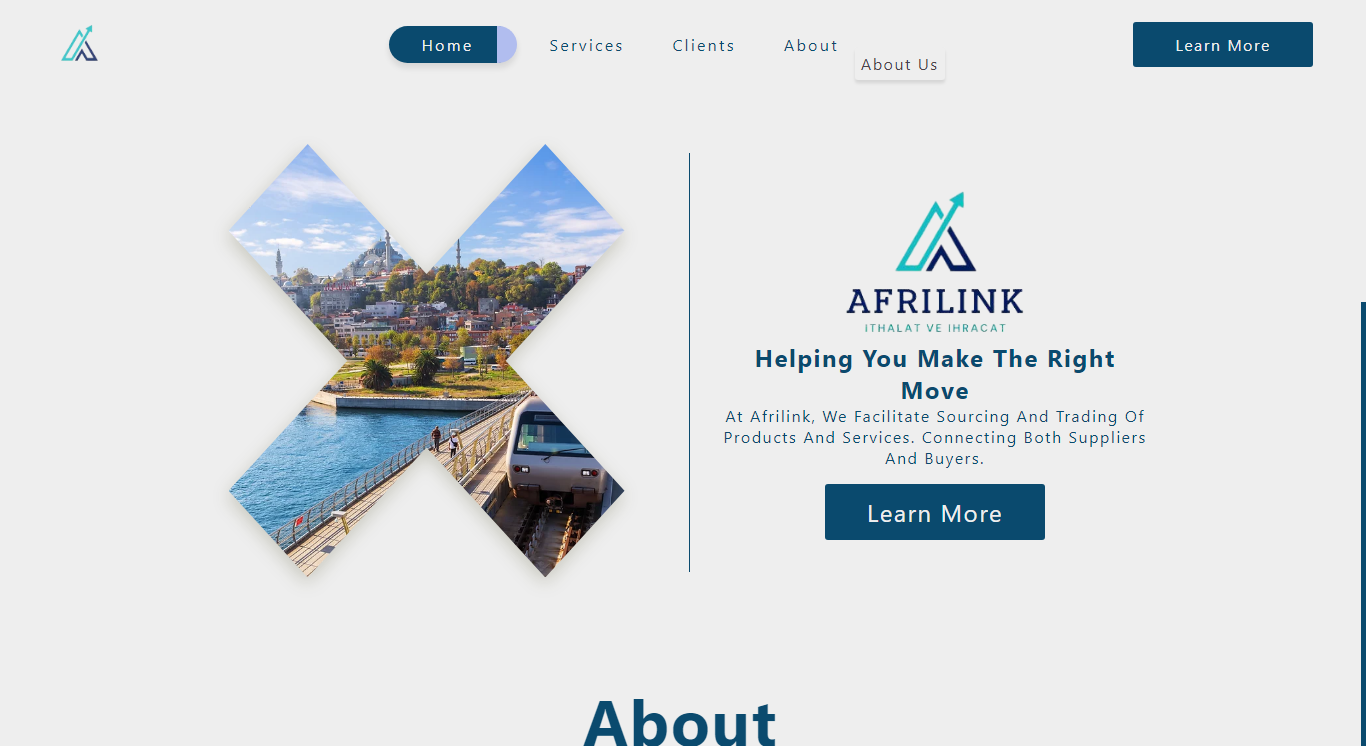 Home
Services
Clients
About
About Us
Learn More
AFRILINK
ITHALAT VE IHRACAT
Helping You Make The Right
Move
At Afrilink, We Facilitate Sourcing And Trading Of
Products And Services. Connecting Both Suppliers
And Buyers.
Learn More
About